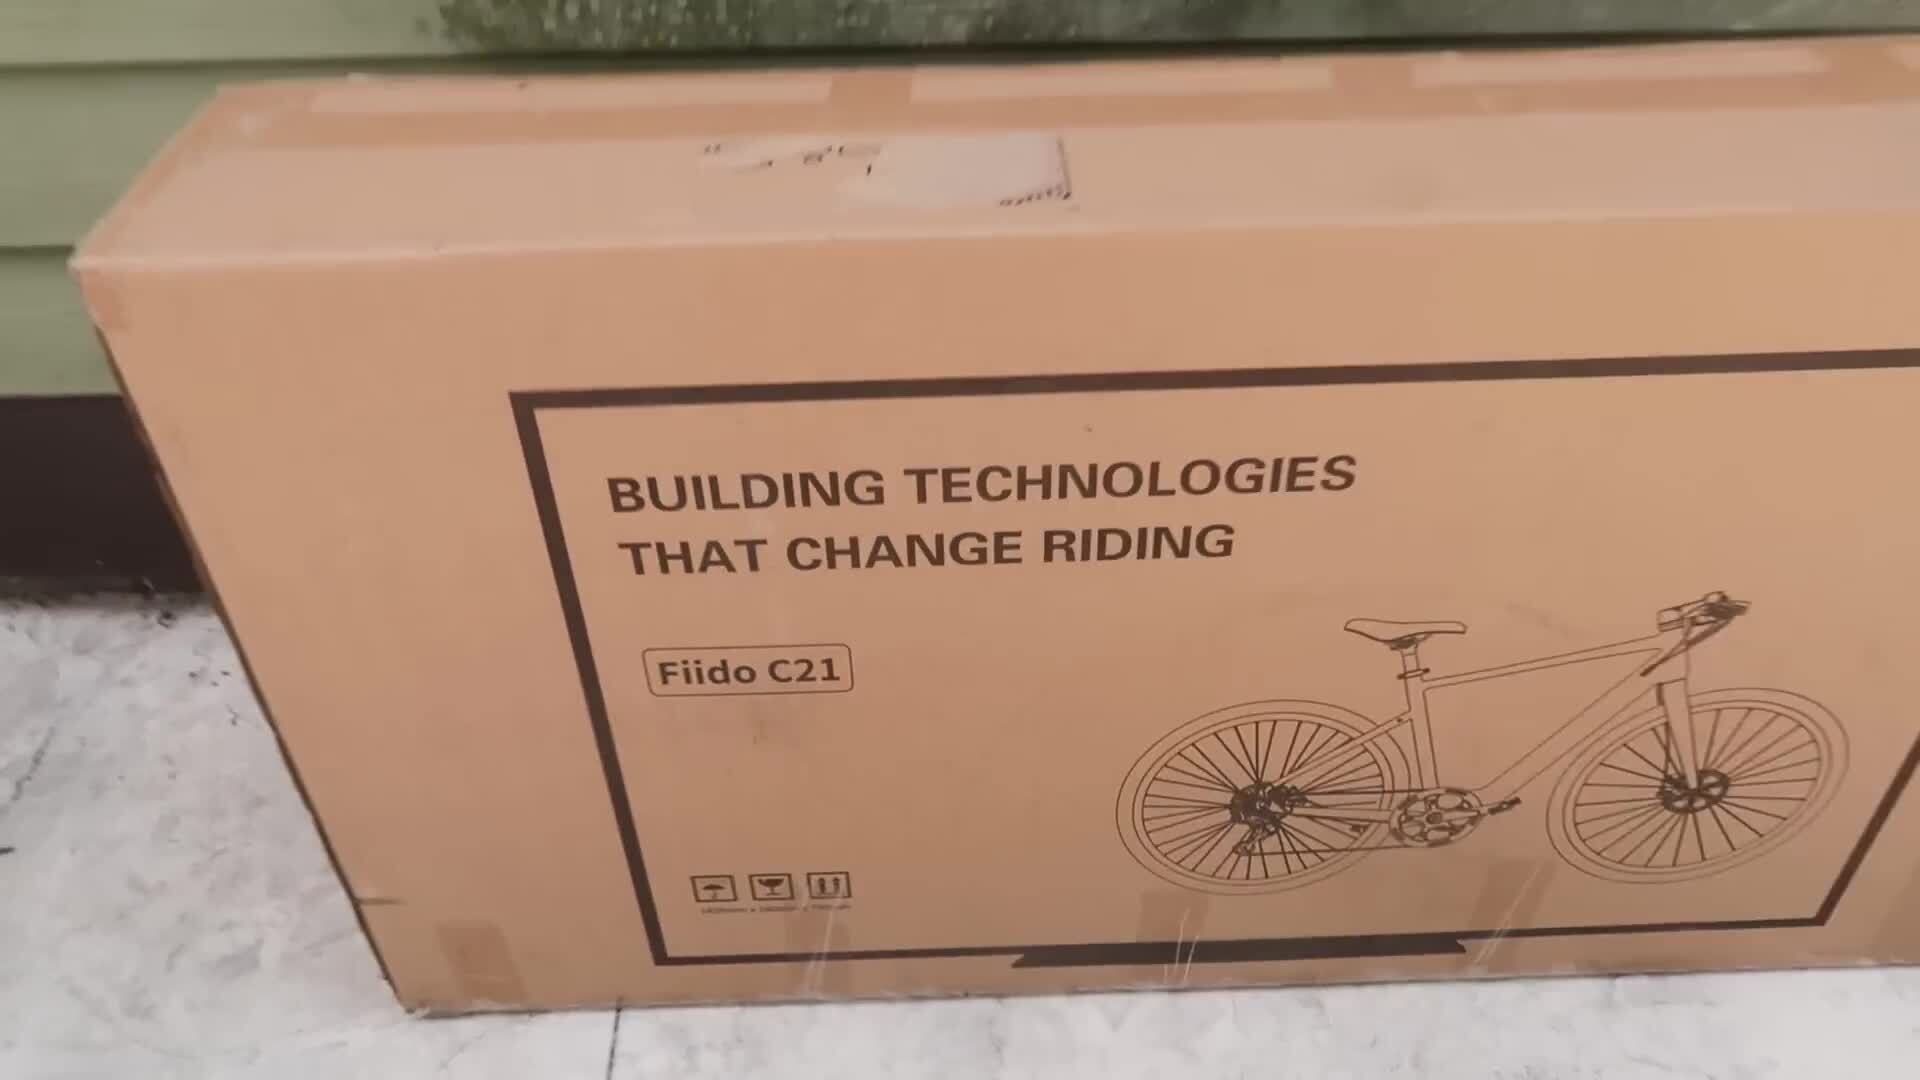 BUILDING TECHNOLOGIES
THAT CHANGE RIDING
Fiido C21